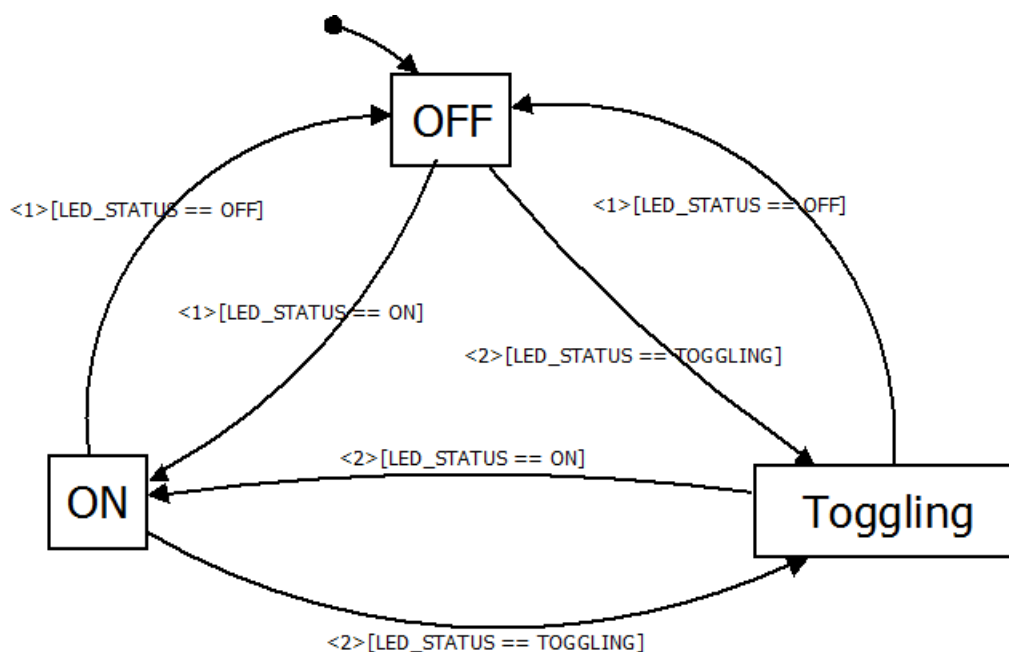 OFF
<1>[LED_STATUS == OFF]
<1>[LED_STATUS == OFF]
<1>[LED_STATUS == ON]
<2>[LED_STATUS == TOGGLING]
<2>[LED_STATUS == ON]
ON
Toggling
<2>[LED_STATUS == TOGGLING]